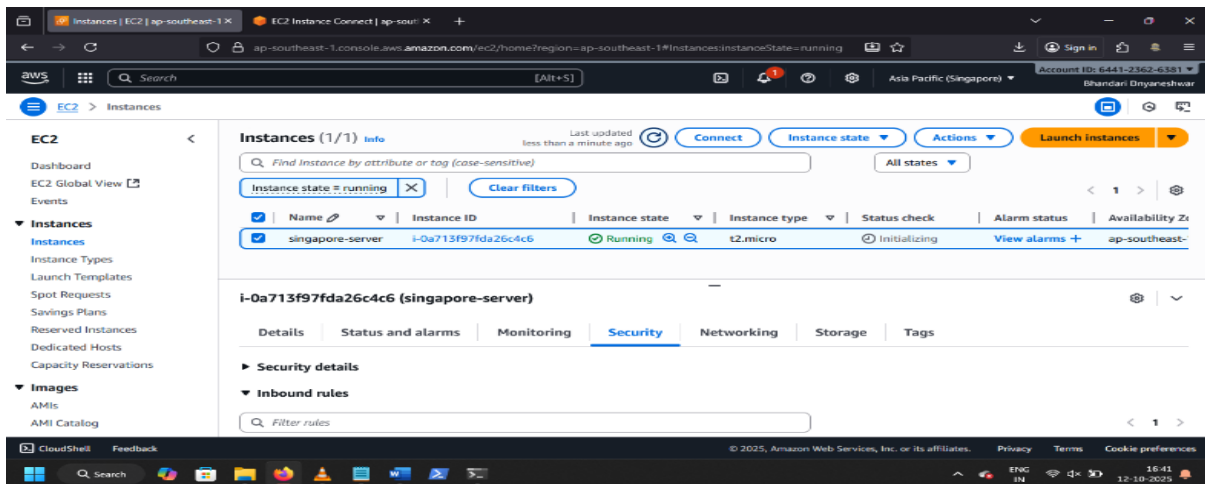 Instances | EC2 | ap-southeast-1 ×
EC2 Instance Connect | ap-sout ×
ap-southeast-1.console.aws.amazon.com/ec2/home?region=ap-southeast-1#Instances:instanceState=running
Sign in
aws
Search
[Alt+S]
1
Asia Pacific (Singapore)
Account ID: 6441-2362-6381
Bhandari Dnyaneshwar
EC2 > Instances
EC2
Dashboard
EC2 Global View
Events
Instances
Instances
Instance Types
Launch Templates
Spot Requests
Savings Plans
Reserved Instances
Dedicated Hosts
Capacity Reservations
Images
AMIs
AMI Catalog
Instances (1/1) Info
Last updated
less than a minute ago
Connect
Instance state
Actions
Launch instances
Find Instance by attribute or tag (case-sensitive)
All states
Instance state = running
Clear filters
1
Name Instance ID Instance state Instance type Status check Alarm status Availability Zo
singapore-server i-0a713f97fda26c4c6 Running t2.micro Initializing View alarms + ap-southeast-
i-0a713f97fda26c4c6 (singapore-server)
Details Status and alarms Monitoring Security Networking Storage Tags
Security details
Inbound rules
Filter rules
1
CloudShell Feedback © 2025, Amazon Web Services, Inc. or its affiliates. Privacy Terms Cookie preferences
Search
ENG
IN
16:41
12-10-2025